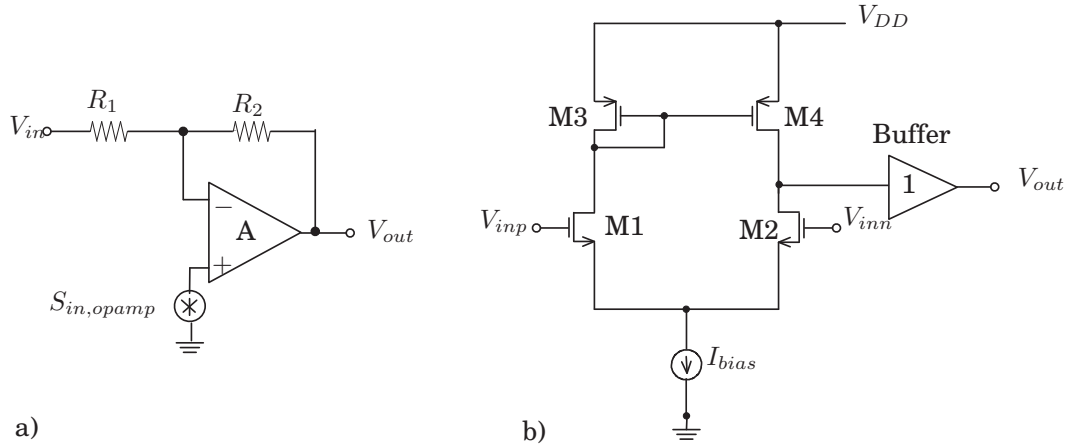 V_in
R_1
R_2
−
A
+
V_out
S_in,opamp
a)
V_DD
M3
M4
Buffer
1
V_out
V_inp
M1
M2
V_inn
I_bias
b)